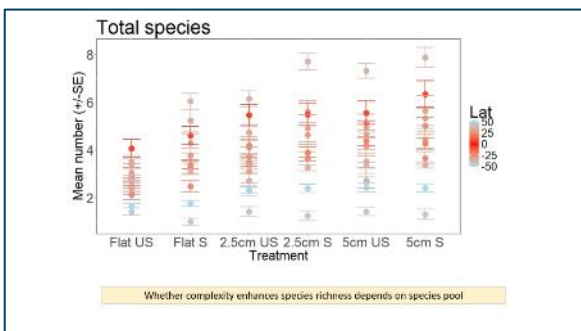 Total species
8
6
4
2
Mean number (+/-SE)
Flat US Flat S 2.5cm US 2.5cm S 5cm US 5cm S
Treatment
Lat
50
25
0
-25
-50
Whether complexity enhances species richness depends on species pool